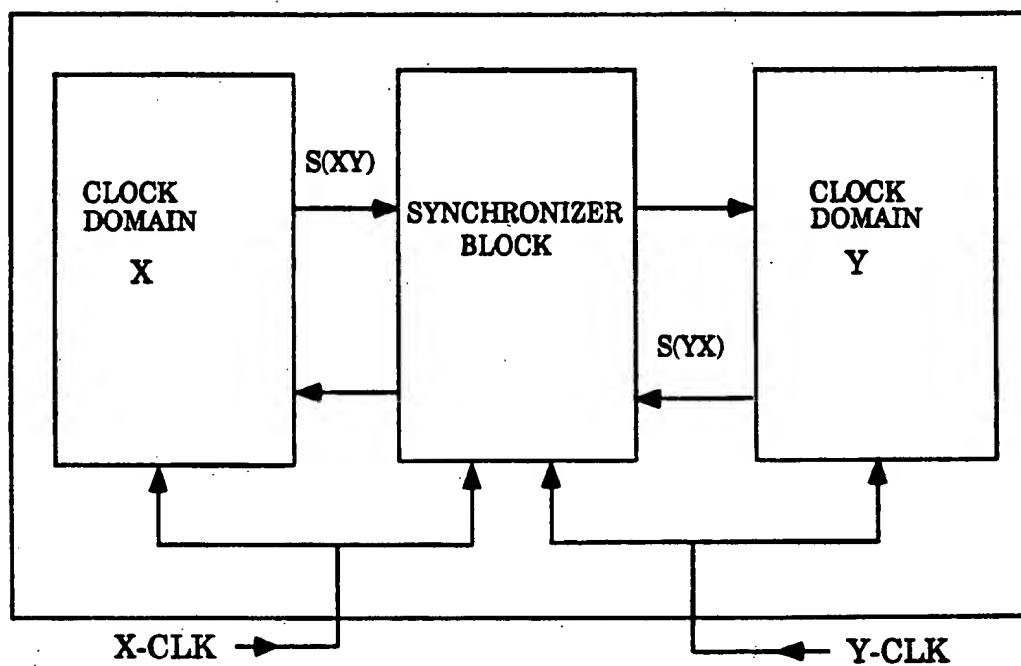 S(XY)
CLOCK
DOMAIN
X
SYNCHRONIZER
BLOCK
CLOCK
DOMAIN
Y
S(YX)
X-CLK
Y-CLK